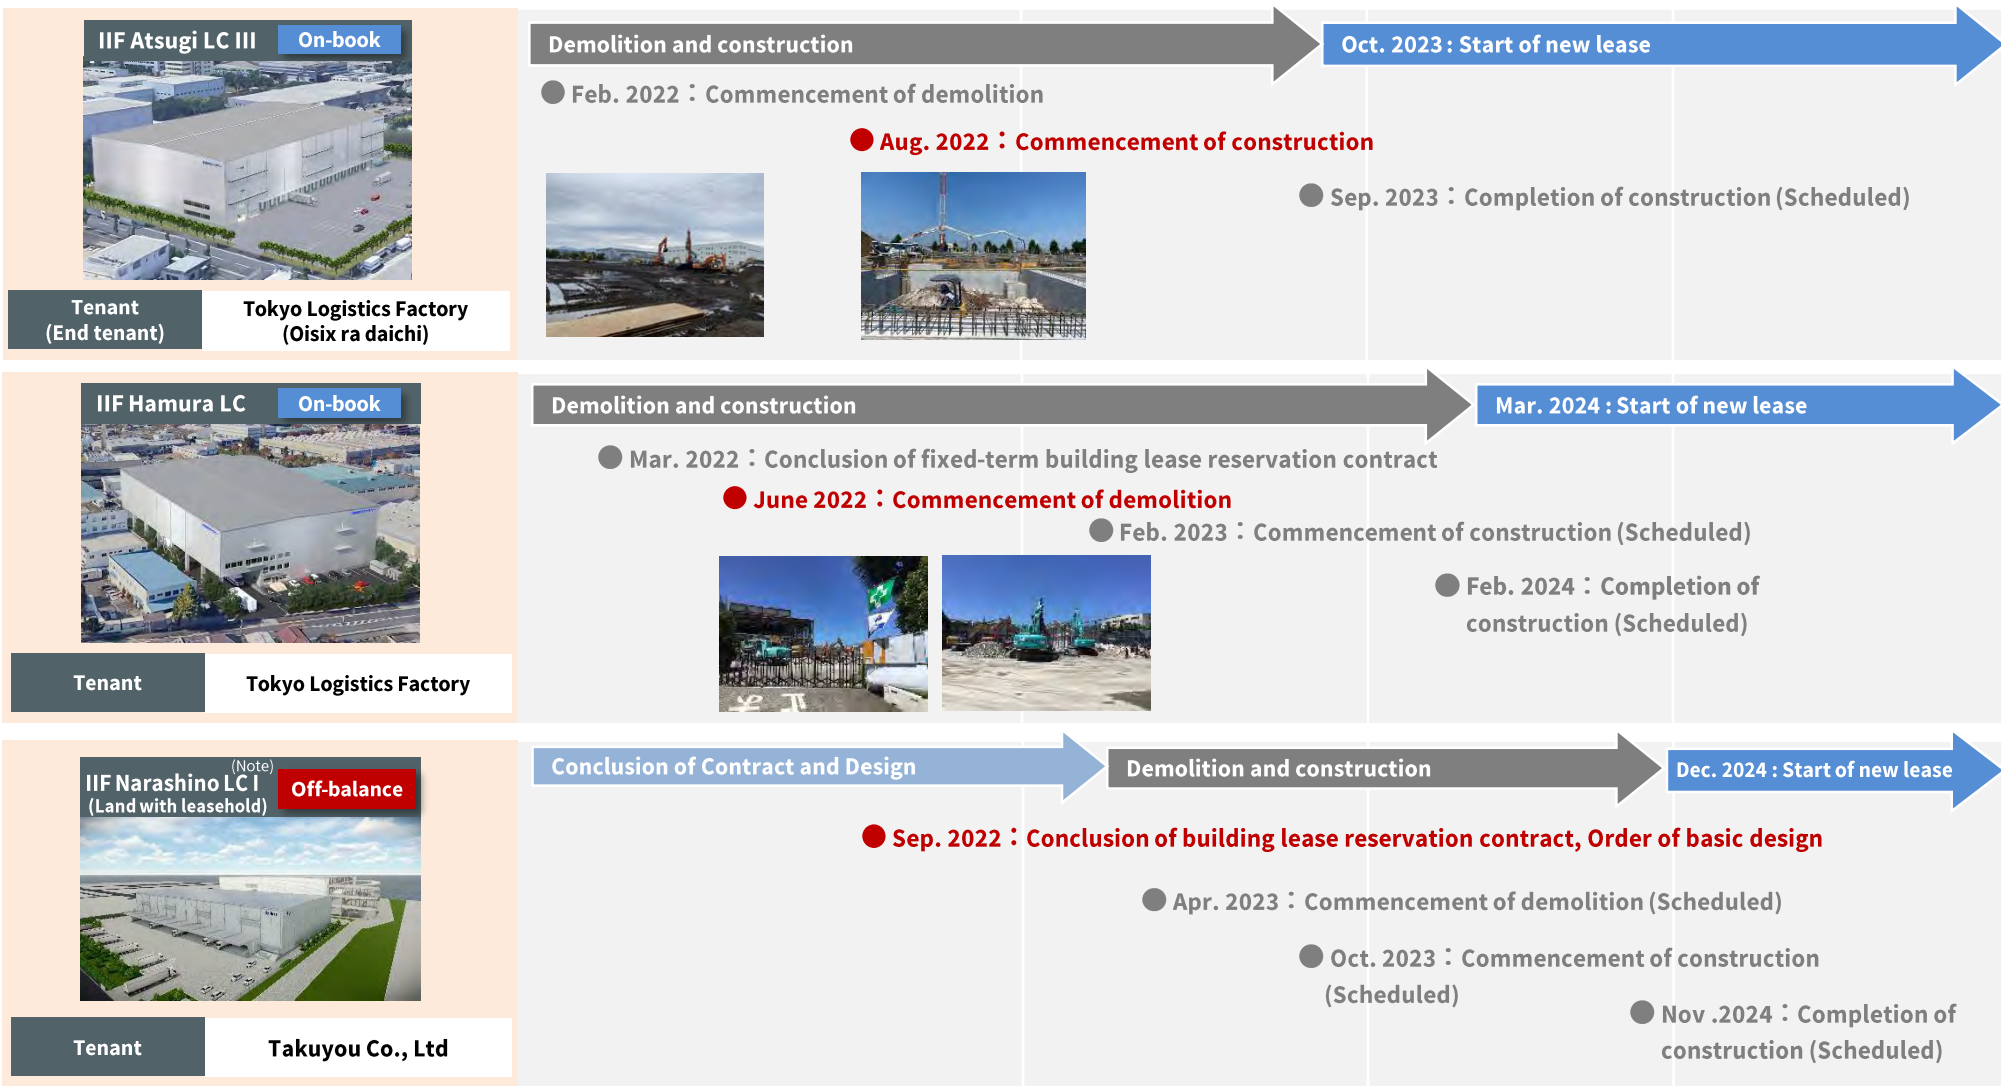 IIF Atsugi LC III
On-book
Demolition and construction
Oct. 2023 : Start of new lease
Feb. 2022：Commencement of demolition
Aug. 2022：Commencement of construction
Sep. 2023：Completion of construction (Scheduled)
Tenant
(End tenant)
Tokyo Logistics Factory
(Oisix ra daichi)
IIF Hamura LC
On-book
Demolition and construction
Mar. 2024 : Start of new lease
Mar. 2022：Conclusion of fixed-term building lease reservation contract
June 2022：Commencement of demolition
Feb. 2023：Commencement of construction (Scheduled)
Feb. 2024：Completion of
construction (Scheduled)
Tenant
Tokyo Logistics Factory
(Note)
IIF Narashino LC I
(Land with leasehold)
Off-balance
Conclusion of Contract and Design
Demolition and construction
Dec. 2024 : Start of new lease
Sep. 2022：Conclusion of building lease reservation contract, Order of basic design
Apr. 2023：Commencement of demolition (Scheduled)
Oct. 2023：Commencement of construction
(Scheduled)
Nov .2024：Completion of
construction (Scheduled)
Tenant
Takuyou Co., Ltd